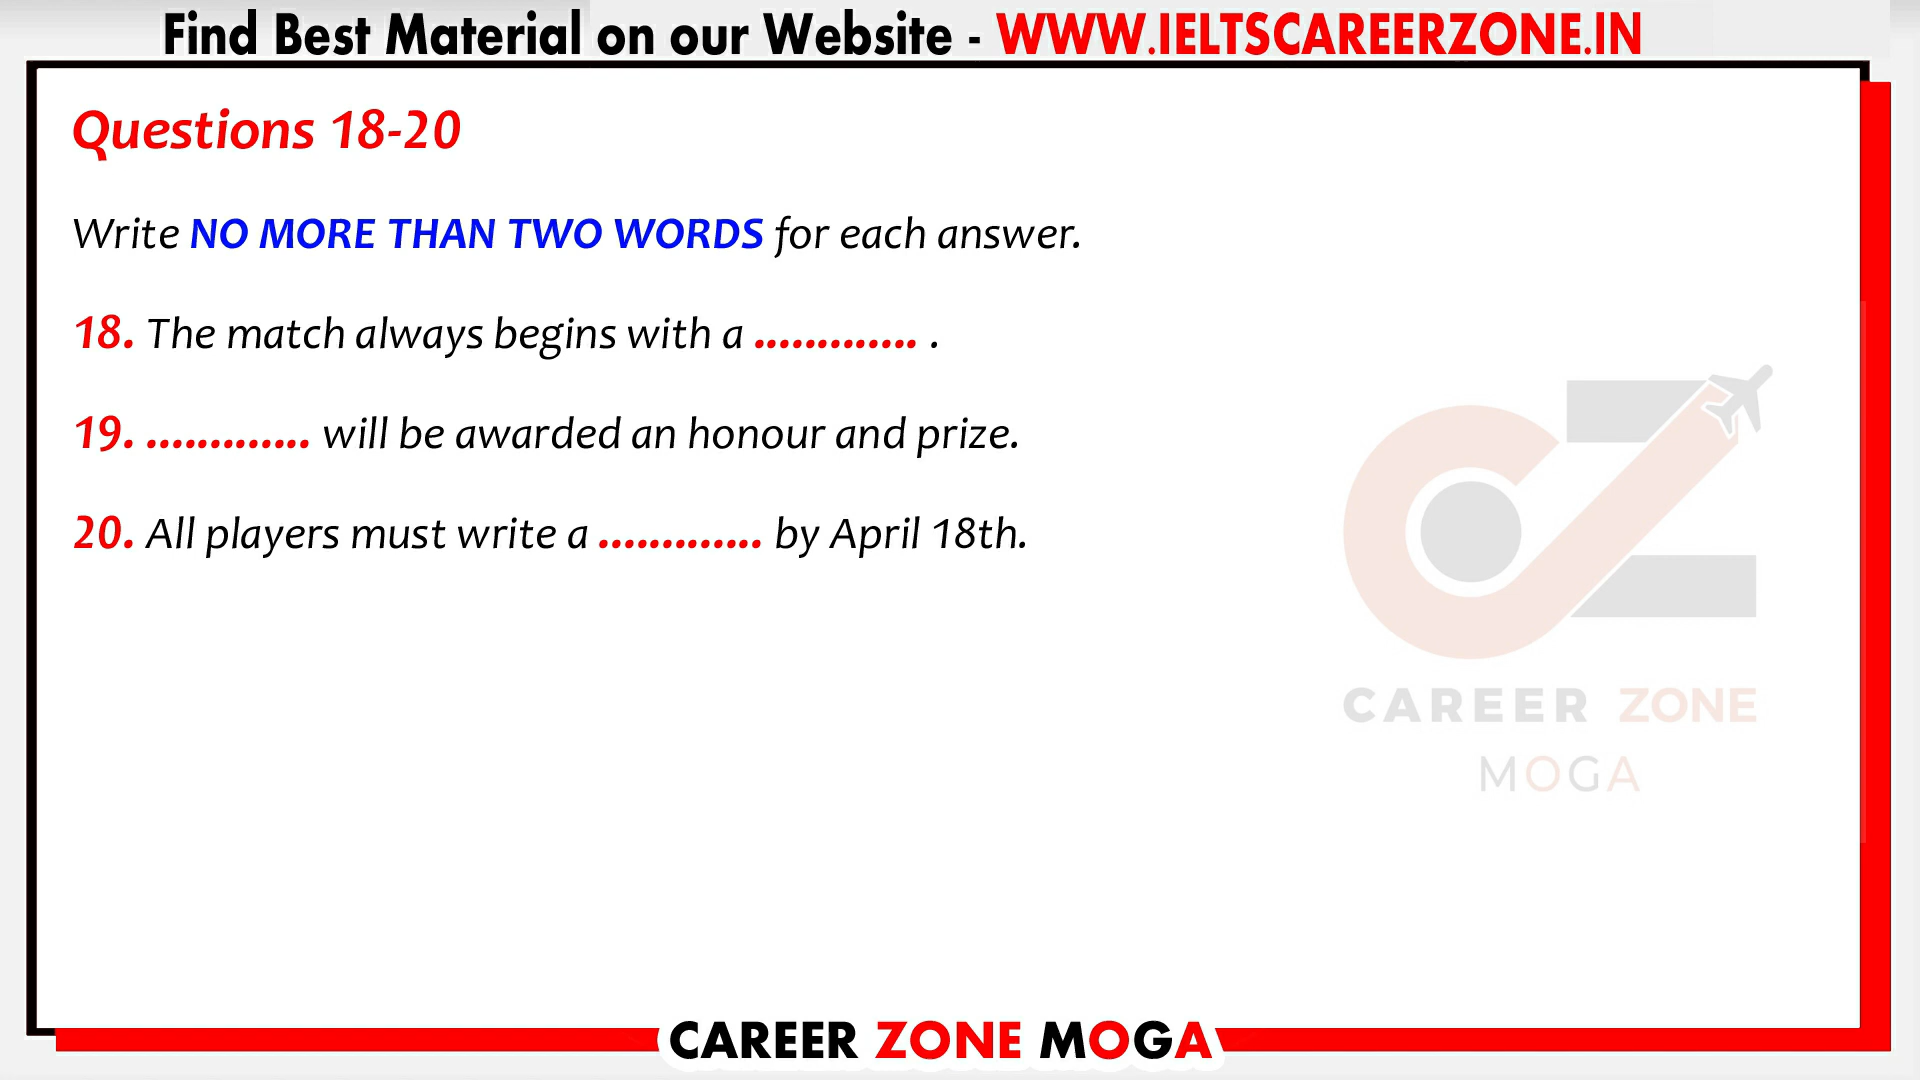 Find Best Material on our Website - WWW.IELTSCAREERZONE.IN
Questions 18-20
Write NO MORE THAN TWO WORDS for each answer.
18. The match always begins with a ............. .
19. ............. will be awarded an honour and prize.
20. All players must write a ............. by April 18th.
CAREER ZONE
MOGA
CAREER ZONE MOGA